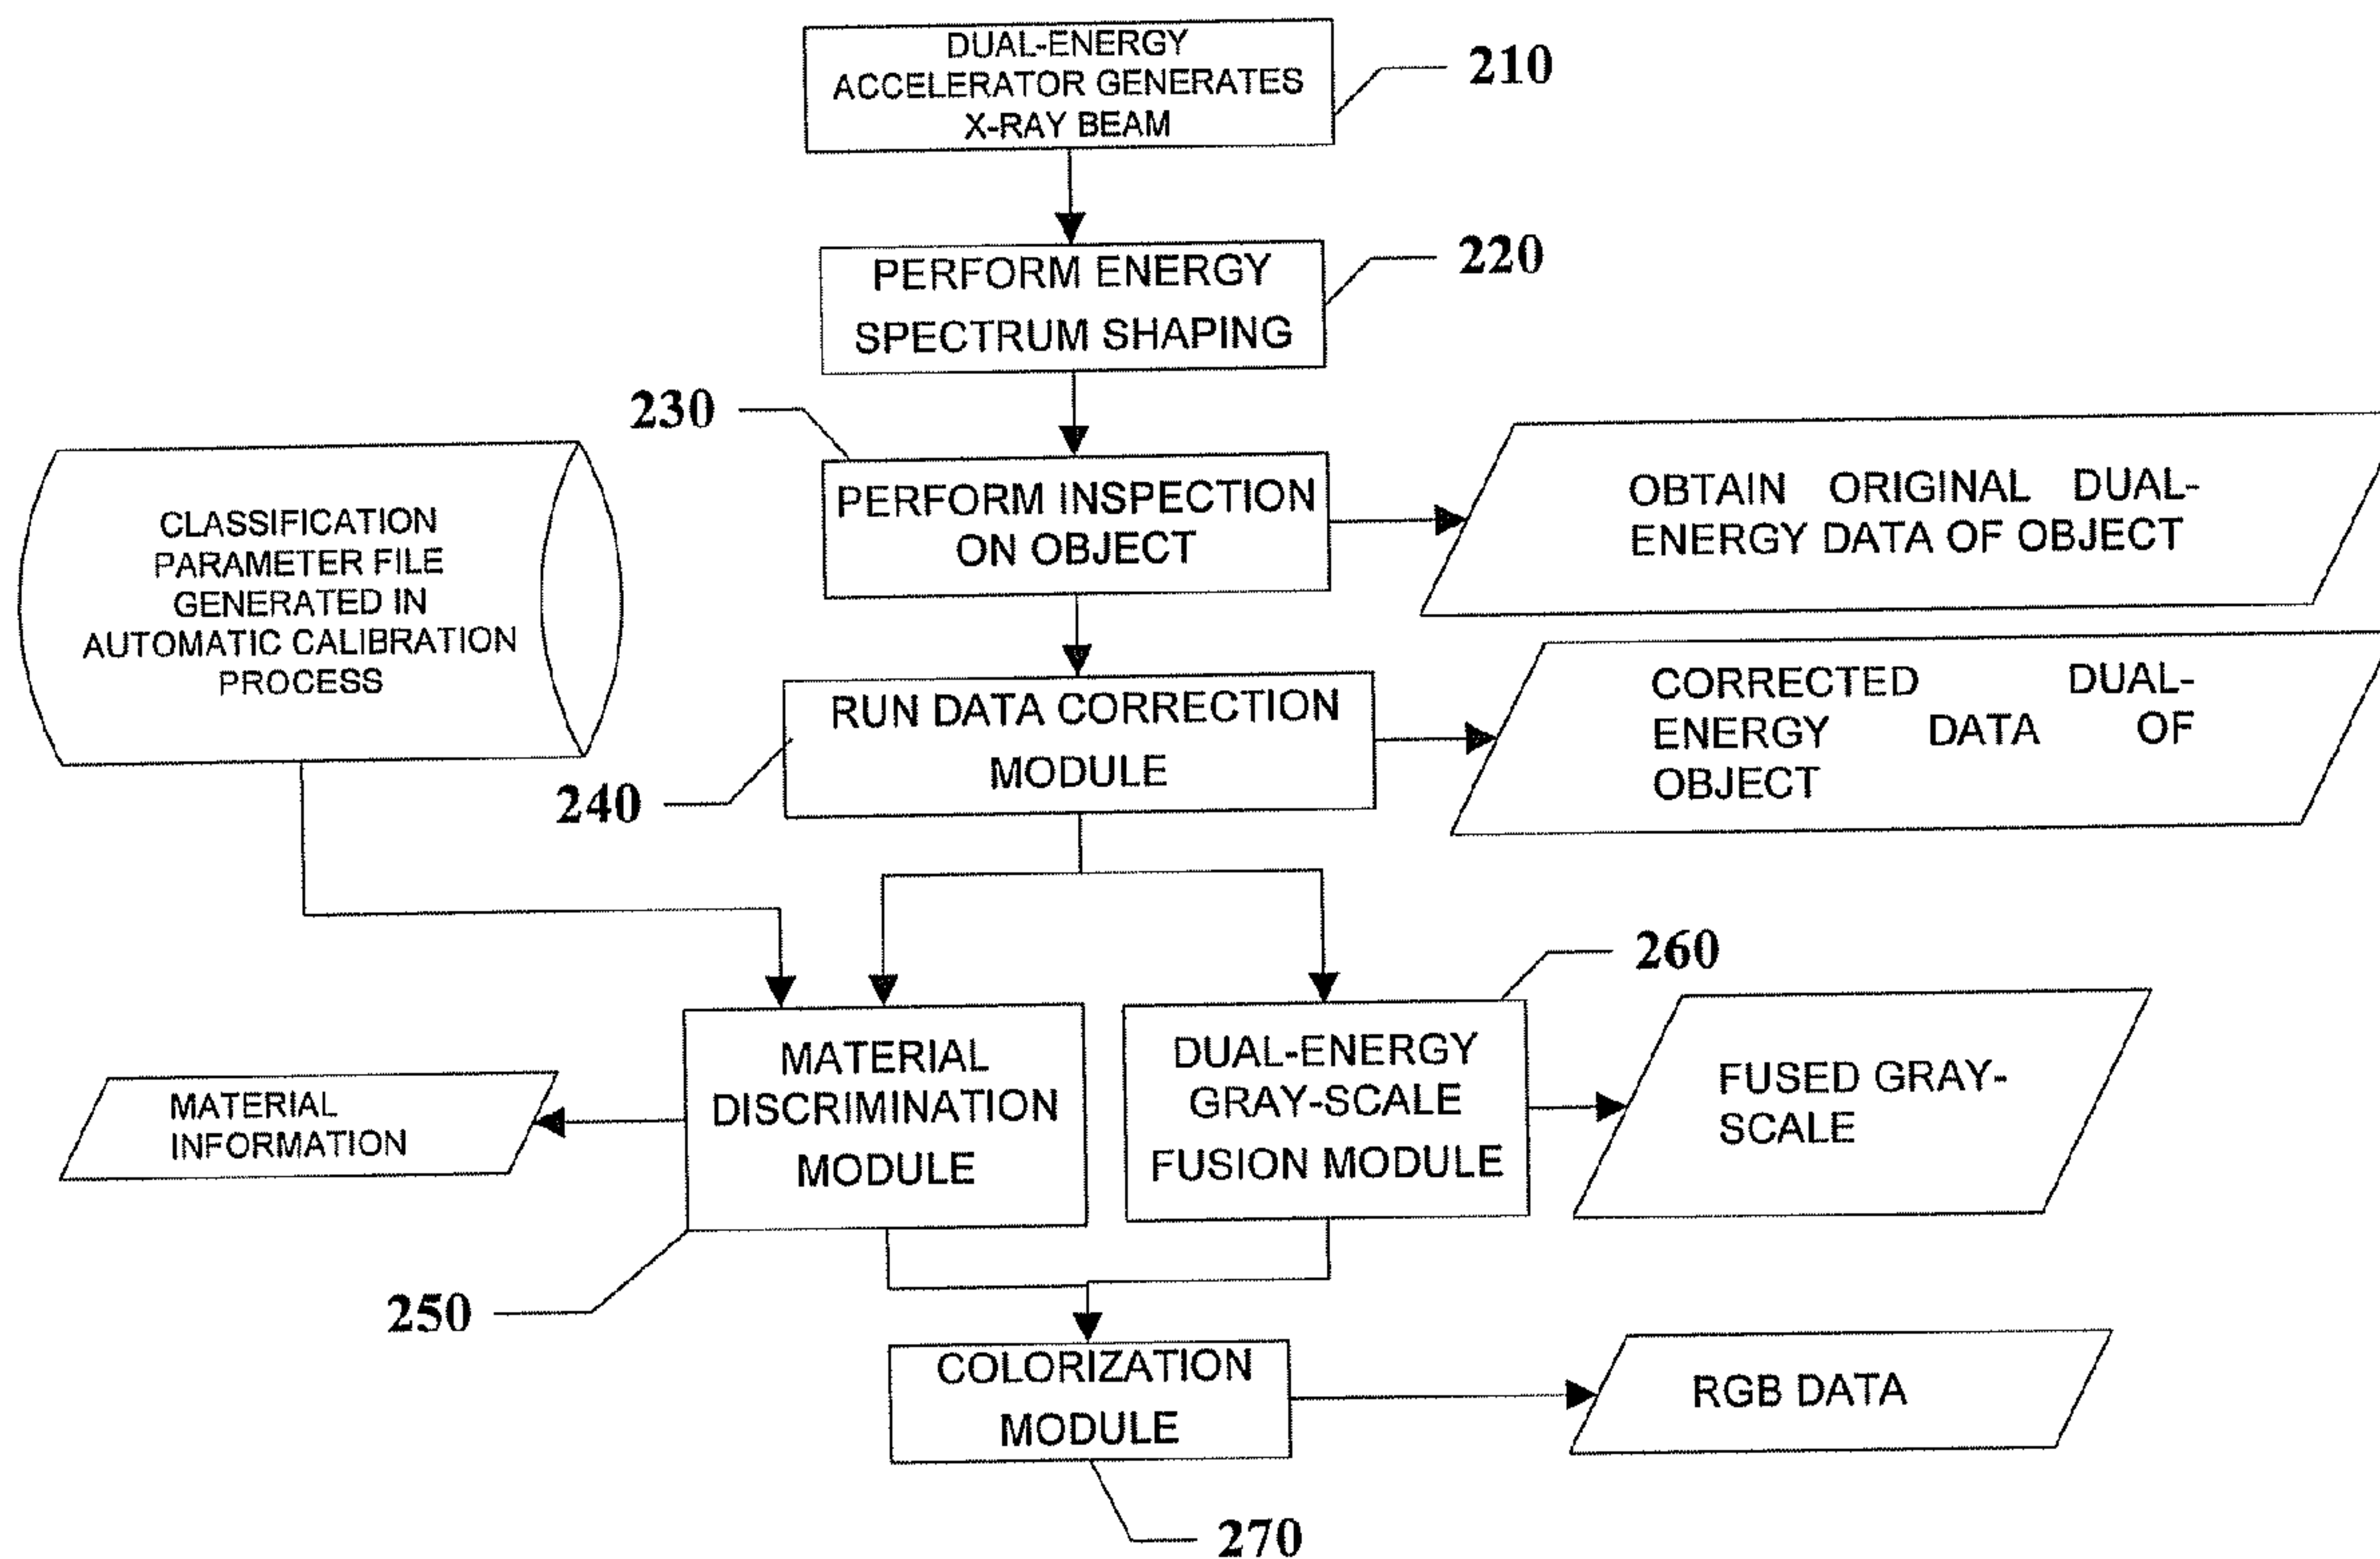 DUAL-ENERGY
ACCELERATOR GENERATES
X-RAY BEAM
210
PERFORM ENERGY
SPECTRUM SHAPING
220
230
PERFORM INSPECTION
ON OBJECT
OBTAIN ORIGINAL DUAL-
ENERGY DATA OF OBJECT
CLASSIFICATION
PARAMETER FILE
GENERATED IN
AUTOMATIC CALIBRATION
PROCESS
RUN DATA CORRECTION
MODULE
240
CORRECTED DUAL-
ENERGY DATA OF
OBJECT
260
MATERIAL
DISCRIMINATION
MODULE
DUAL-ENERGY
GRAY-SCALE
FUSION MODULE
FUSED GRAY-
SCALE
MATERIAL
INFORMATION
250
COLORIZATION
MODULE
RGB DATA
270